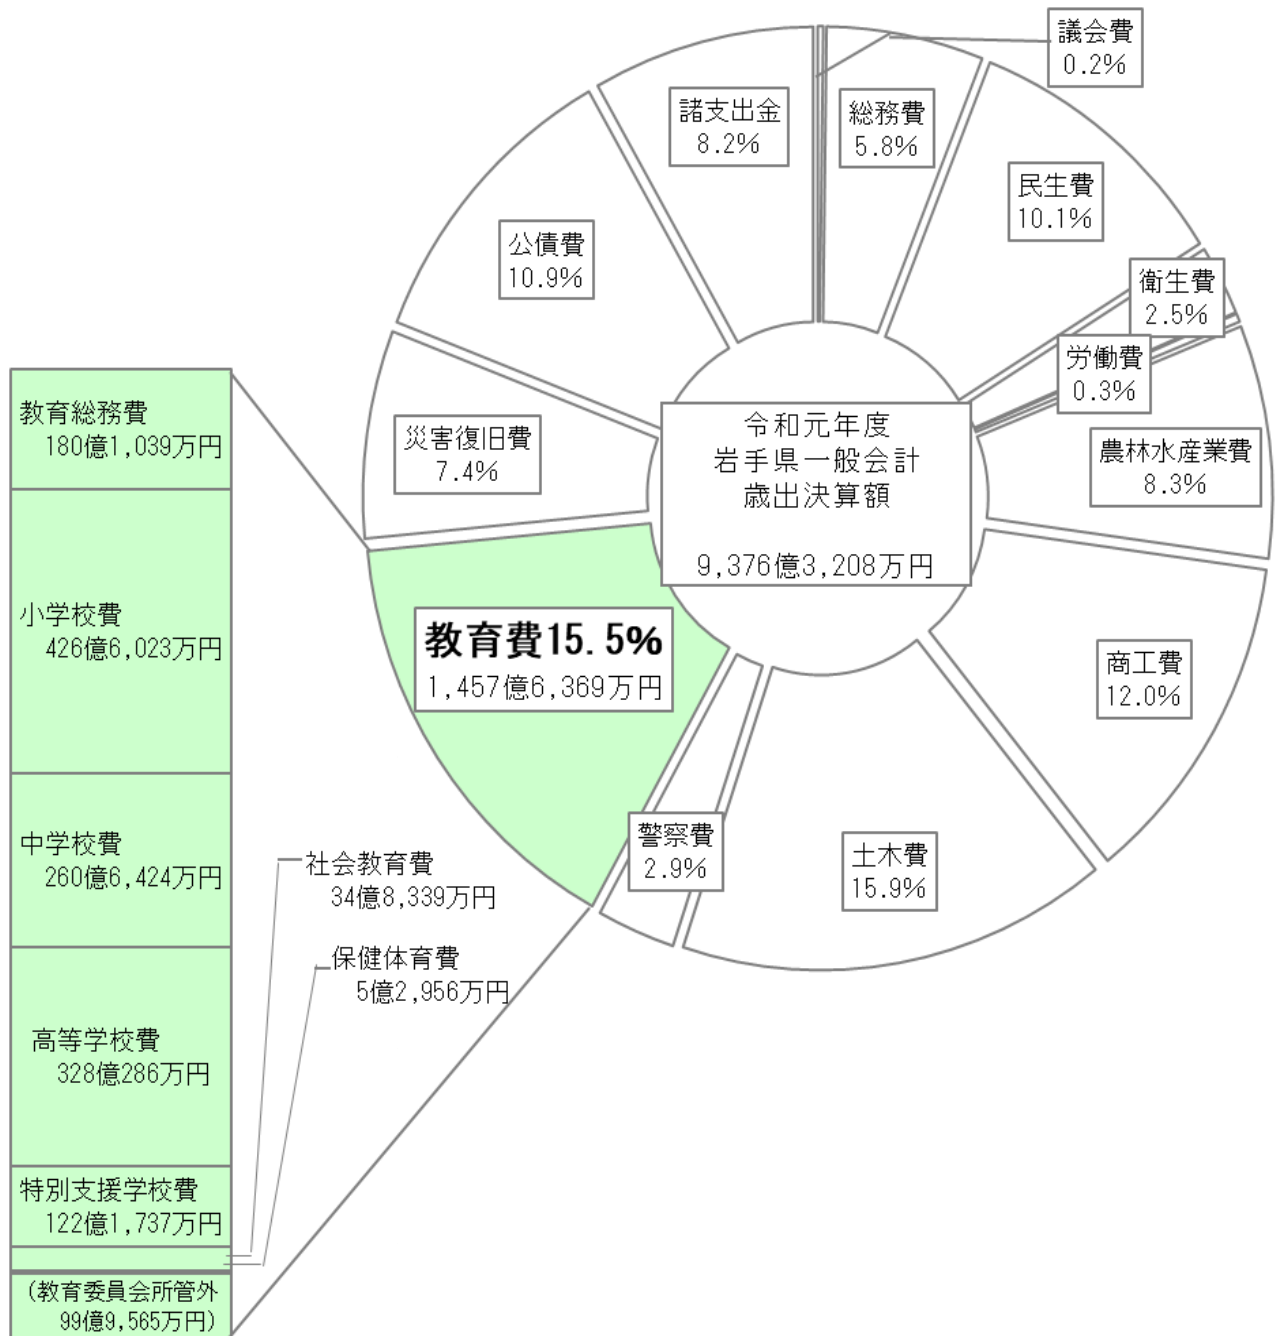 議会費
0.2%
総務費
5.8%
民生費
10.1%
衛生費
2.5%
労働費
0.3%
農林水産業費
8.3%
商工費
12.0%
土木費
15.9%
警察費
2.9%
教育費15.5%
1,457億6,369万円
災害復旧費
7.4%
公債費
10.9%
諸支出金
8.2%
令和元年度
岩手県一般会計
歳出決算額
9,376億3,208万円
教育総務費
180億1,039万円
小学校費
426億6,023万円
中学校費
260億6,424万円
高等学校費
328億286万円
特別支援学校費
122億1,737万円
社会教育費
34億8,339万円
保健体育費
5億2,956万円
(教育委員会所管外
99億9,565万円)